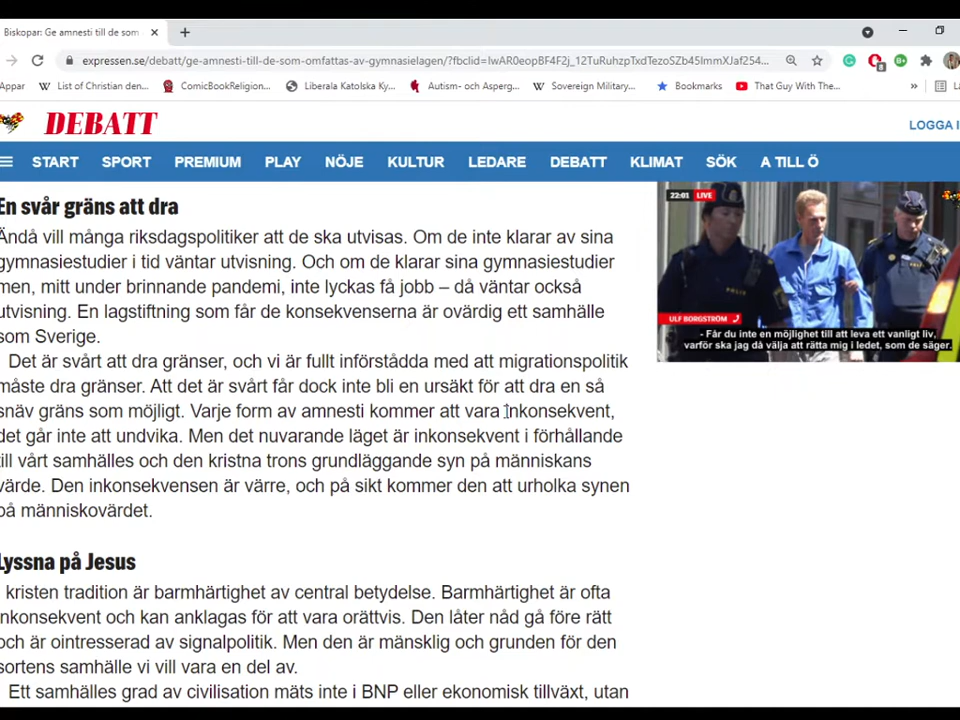 Biskopar: Ge amnesti till de som
expressen.se/debatt/ge-amnesti-till-de-som-omfattas-av-gymnasielagen/?fbclid=IwAR0eopBF4F2j_12TuRuhzpTxdTezoSZb45ImmXJaf254...
Appar List of Christian den... ComicBookReligion... Liberala Katolska Ky... Autism- och Asperg... Sovereign Military... Bookmarks That Guy With The... »
DEBATT
LOGGA I
START SPORT PREMIUM PLAY NÖJE KULTUR LEDARE DEBATT KLIMAT SÖK A TILL Ö
22:01 LIVE
POLIS
ULF BORGSTRÖM
- Får du inte en möjlighet till att leva ett vanligt liv,
varför ska jag då välja att rätta mig i ledet, som de säger.
En svår gräns att dra
Ändå vill många riksdagspolitiker att de ska utvisas. Om de inte klarar av sina
gymnasiestudier i tid väntar utvisning. Och om de klarar sina gymnasiestudier
men, mitt under brinnande pandemi, inte lyckas få jobb – då väntar också
utvisning. En lagstiftning som får de konsekvenserna är ovärdig ett samhälle
som Sverige.
Det är svårt att dra gränser, och vi är fullt införstådda med att migrationspolitik
måste dra gränser. Att det är svårt får dock inte bli en ursäkt för att dra en så
snäv gräns som möjligt. Varje form av amnesti kommer att vara inkonsekvent,
det går inte att undvika. Men det nuvarande läget är inkonsekvent i förhållande
till vårt samhälles och den kristna trons grundläggande syn på människans
värde. Den inkonsekvensen är värre, och på sikt kommer den att urholka synen
på människovärdet.
Lyssna på Jesus
kristen tradition är barmhärtighet av central betydelse. Barmhärtighet är ofta
inkonsekvent och kan anklagas för att vara orättvis. Den låter nåd gå före rätt
och är ointresserad av signalpolitik. Men den är mänsklig och grunden för den
sortens samhälle vi vill vara en del av.
Ett samhälles grad av civilisation mäts inte i BNP eller ekonomisk tillväxt, utan